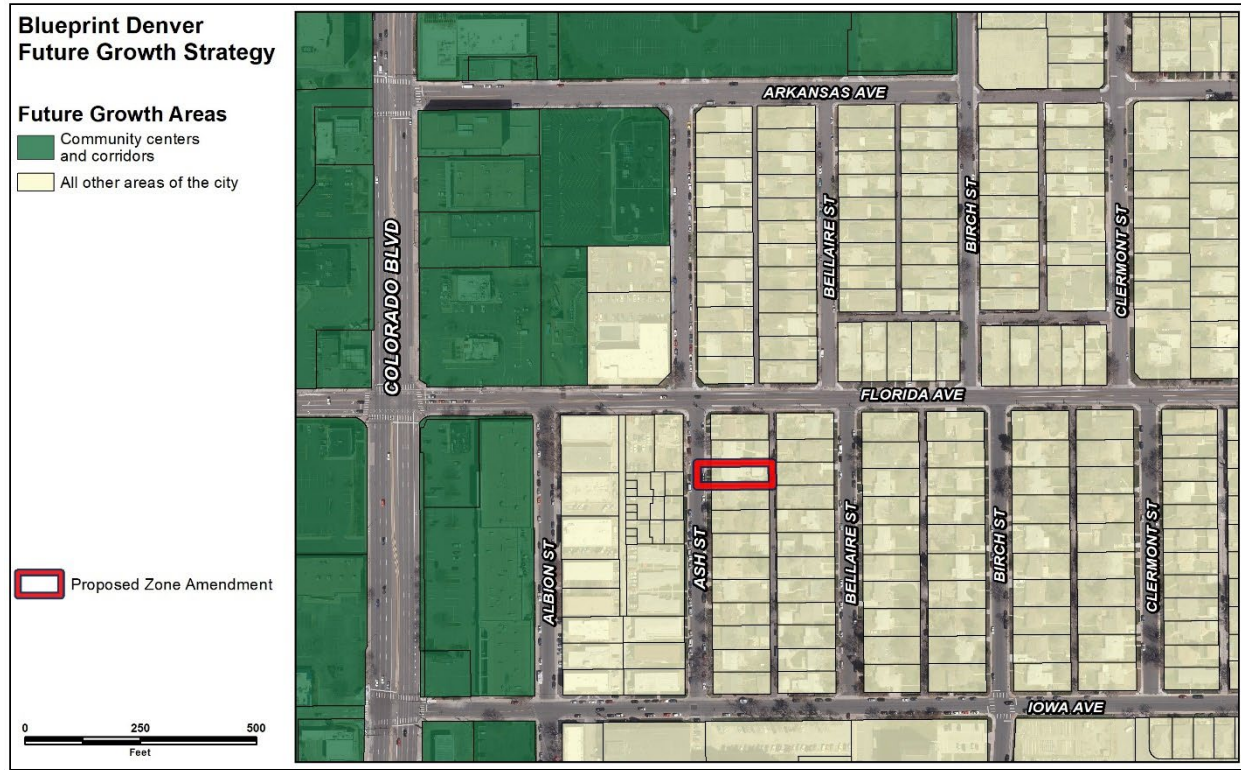 Blueprint Denver
Future Growth Strategy
Future Growth Areas
Community centers
and corridors
All other areas of the city
Proposed Zone Amendment
0 250 500
Feet
ARKANSAS AVE
COLORADO BLVD
BELLAIRE ST
BIRCH ST
CLERMONT ST
FLORIDA AVE
ALBION ST
ASH ST
BELLAIRE ST
BIRCH ST
CLERMONT ST
IOWA AVE